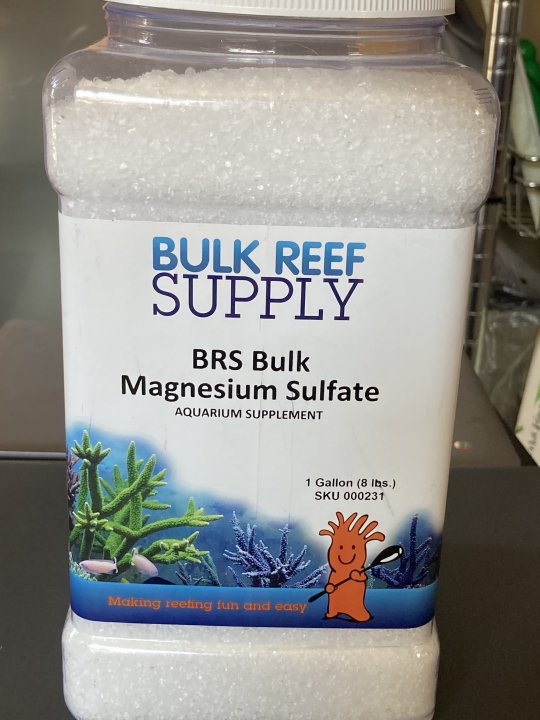 BULK REEF
SUPPLY
BRS Bulk
Magnesium Sulfate
AQUARIUM SUPPLEMENT
1 Gallon (8 lbs.)
SKU 000231
Making reefing fun and easy